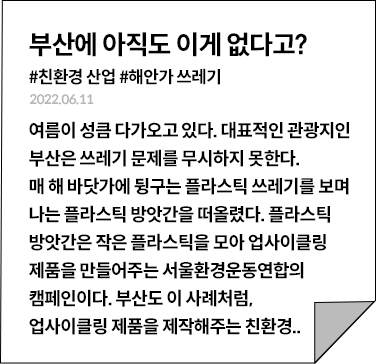 부산에 아직도 이게 없다고?
#친환경 산업 #해안가 쓰레기
2022.06.11
여름이 성큼 다가오고 있다. 대표적인 관광지인
부산은 쓰레기 문제를 무시하지 못한다.
매 해 바닷가에 뒹구는 플라스틱 쓰레기를 보며
나는 플라스틱 방앗간을 떠올렸다. 플라스틱
방앗간은 작은 플라스틱을 모아 업사이클링
제품을 만들어주는 서울환경운동연합의
캠페인이다. 부산도 이 사례처럼,
업사이클링 제품을 제작해주는 친환경..